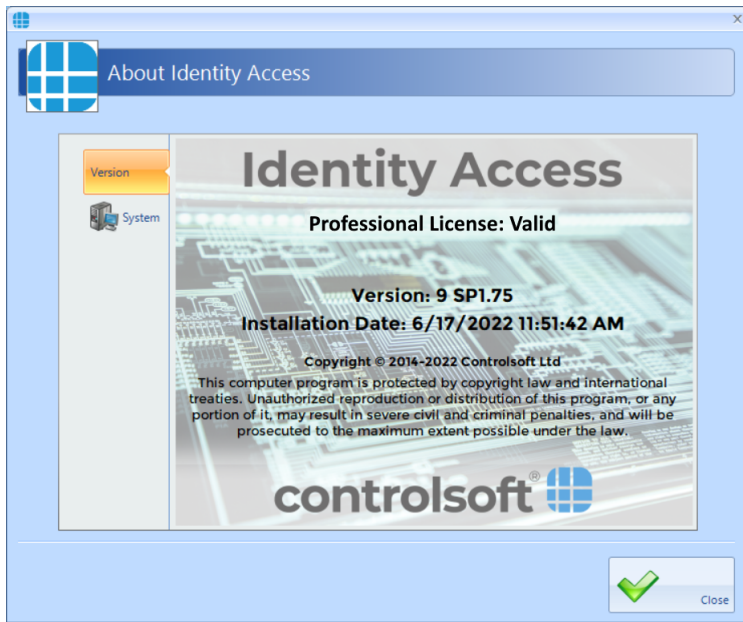 About Identity Access
Version
System
Identity Access
Professional License: Valid
Version: 9 SP1.75
Installation Date: 6/17/2022 11:51:42 AM
Copyright © 2014-2022 Controlsoft Ltd
This computer program is protected by copyright law and international
treaties. Unauthorized reproduction or distribution of this program, or any
portion of it, may result in severe civil and criminal penalties, and will be
prosecuted to the maximum extent possible under the law.
controlsoft®
Close